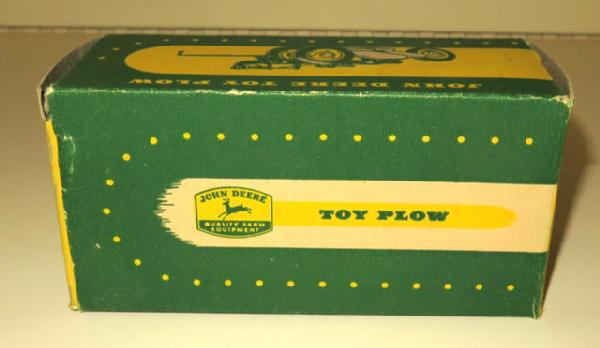 JOHN DEERE TOY PLOW
JOHN DEERE
QUALITY FARM
EQUIPMENT
TOY PLOW